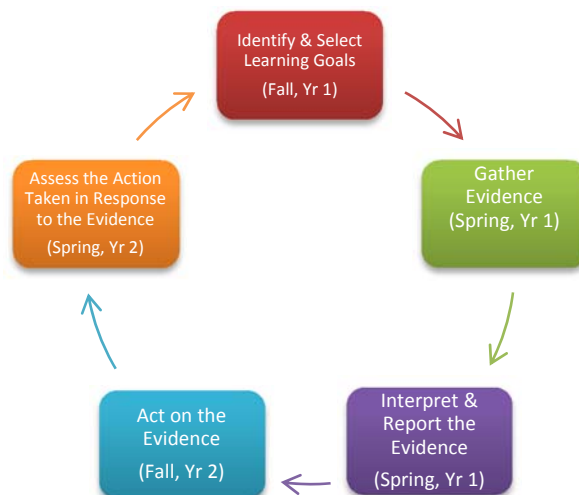 Identify & Select
Learning Goals
(Fall, Yr 1)
Gather
Evidence
(Spring, Yr 1)
Interpret &
Report the
Evidence
(Spring, Yr 1)
Act on the
Evidence
(Fall, Yr 2)
Assess the Action
Taken in Response
to the Evidence
(Spring, Yr 2)